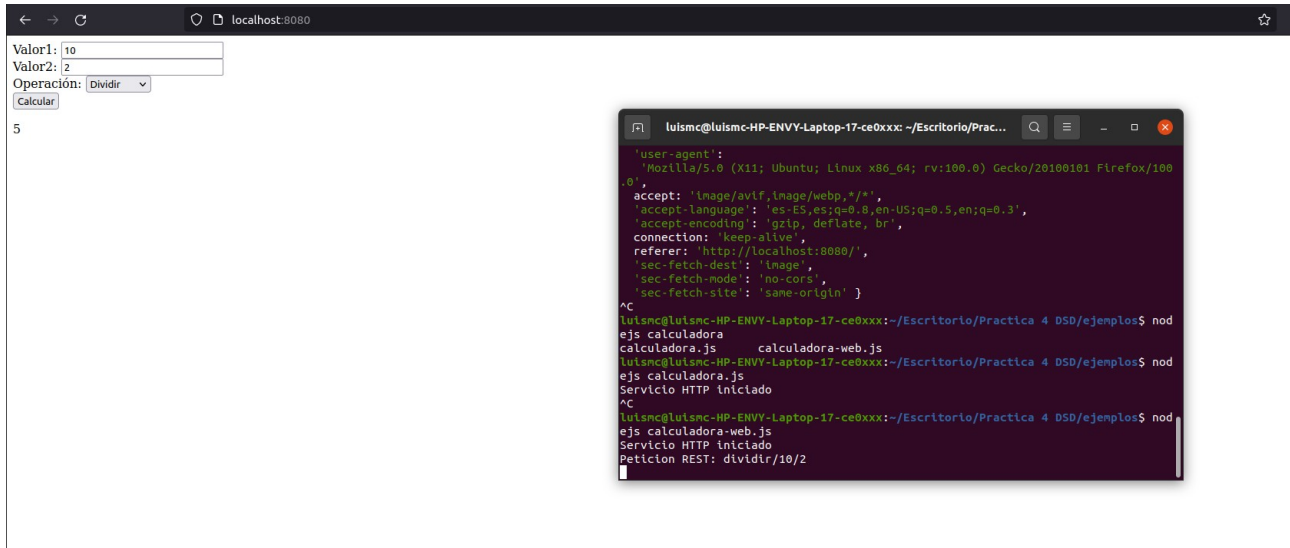 localhost:8080
Valor1: 10
Valor2: 2
Operación: Dividir
Calcular
5
luismc@luismc-HP-ENVY-Laptop-17-ce0xxx: ~/Escritorio/Prac...
'user-agent':
'Mozilla/5.0 (X11; Ubuntu; Linux x86_64; rv:100.0) Gecko/20100101 Firefox/100
.0',
accept: 'image/avif,image/webp,*/*',
'accept-language': 'es-ES,es;q=0.8,en-US;q=0.5,en;q=0.3',
'accept-encoding': 'gzip, deflate, br',
connection: 'keep-alive',
referer: 'http://localhost:8080/',
'sec-fetch-dest': 'image',
'sec-fetch-mode': 'no-cors',
'sec-fetch-site': 'same-origin' }
^C
luismc@luismc-HP-ENVY-Laptop-17-ce0xxx:~/Escritorio/Practica 4 DSD/ejemplos$ nod
ejs calculadora
calculadora.js calculadora-web.js
luismc@luismc-HP-ENVY-Laptop-17-ce0xxx:~/Escritorio/Practica 4 DSD/ejemplos$ nod
ejs calculadora.js
Servicio HTTP iniciado
^C
luismc@luismc-HP-ENVY-Laptop-17-ce0xxx:~/Escritorio/Practica 4 DSD/ejemplos$ nod
ejs calculadora-web.js
Servicio HTTP iniciado
Peticion REST: dividir/10/2